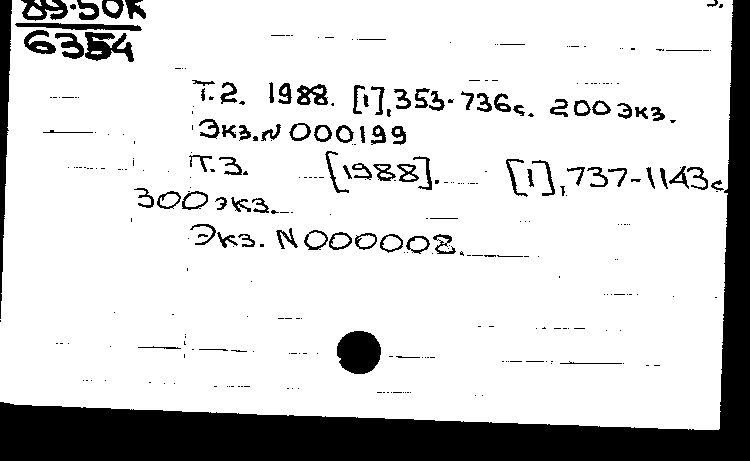 89-50к
6354
3.
Т.2. 1988. [1], 353-736с. 200 экз.
Экз. N 000199
Т.3. [1988]. [1], 737-1143с.
300 экз.
Экз. N 000008.